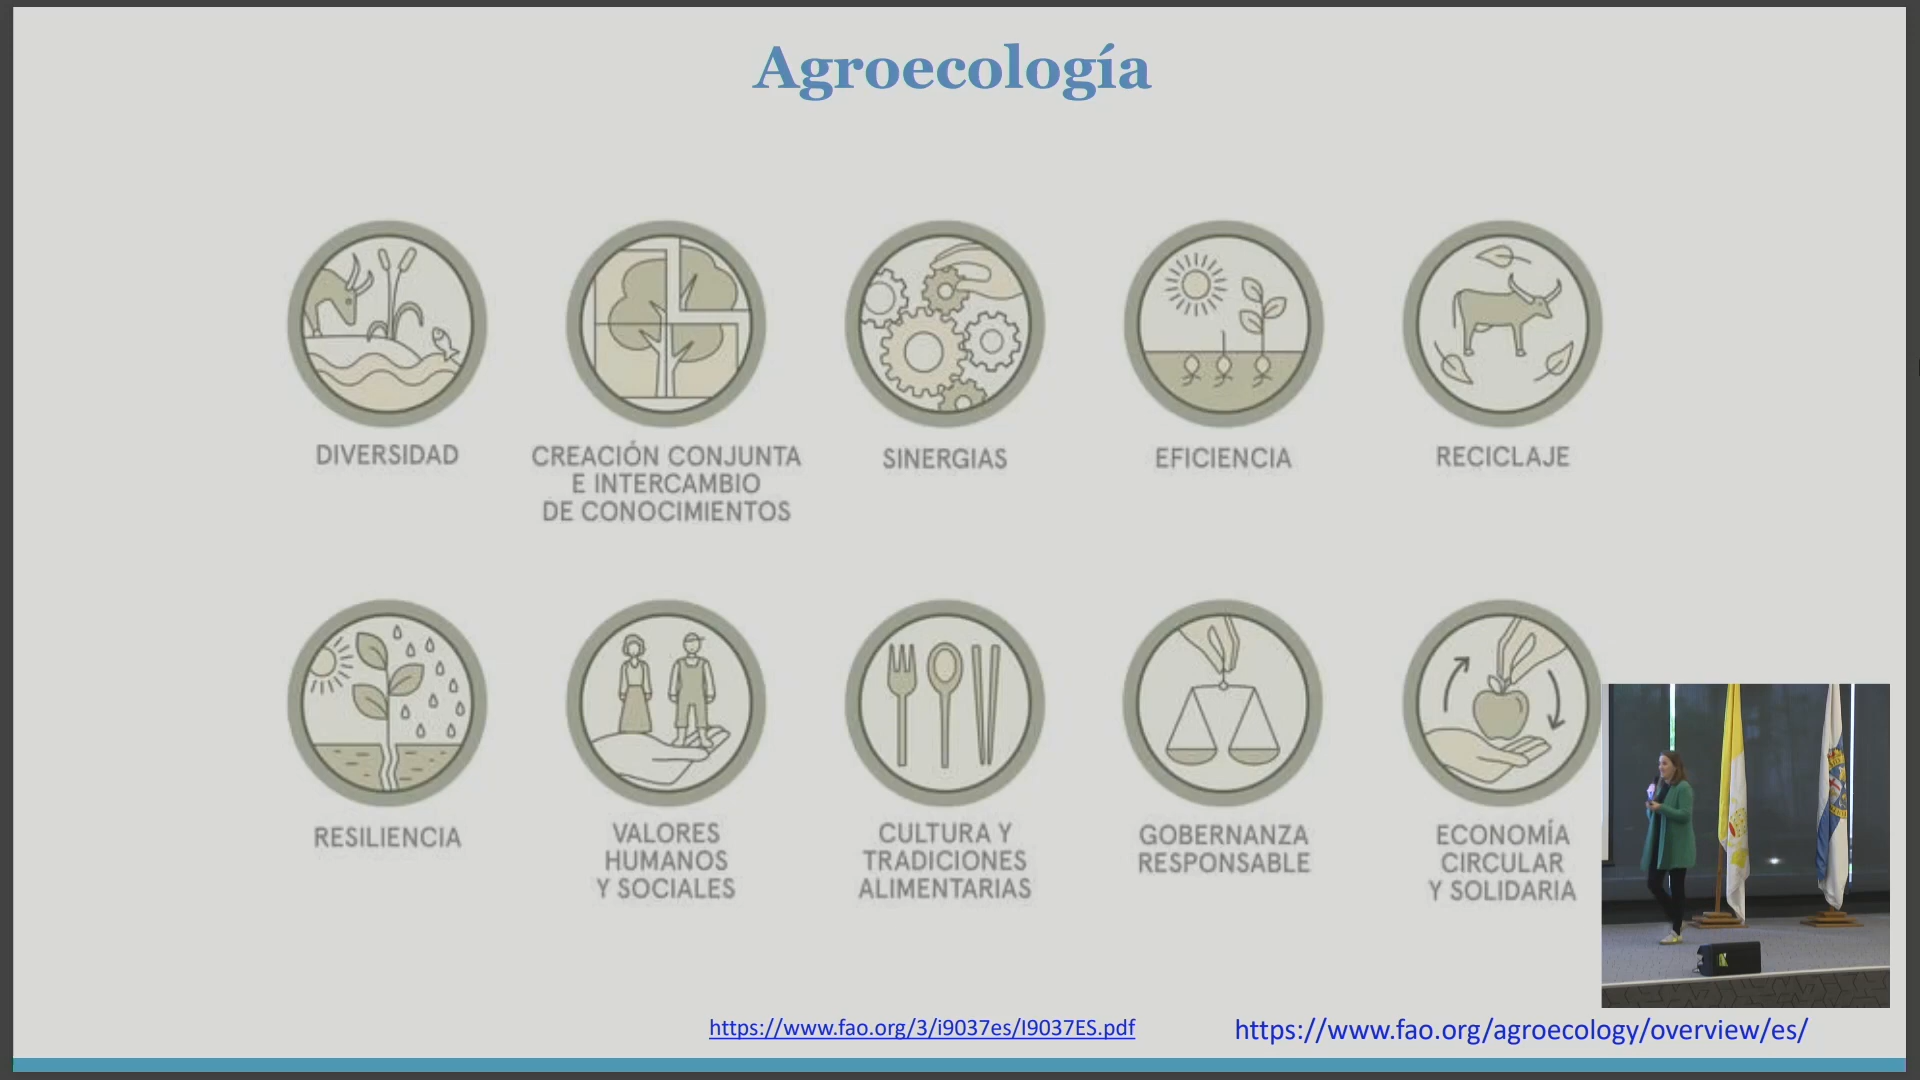 Agroecología
DIVERSIDAD
CREACIÓN CONJUNTA
E INTERCAMBIO
DE CONOCIMIENTOS
SINERGIAS
EFICIENCIA
RECICLAJE
RESILIENCIA
VALORES
HUMANOS
Y SOCIALES
CULTURA Y
TRADICIONES
ALIMENTARIAS
GOBERNANZA
RESPONSABLE
ECONOMÍA
CIRCULAR
Y SOLIDARIA
https://www.fao.org/3/i9037es/I9037ES.pdf
https://www.fao.org/agroecology/overview/es/